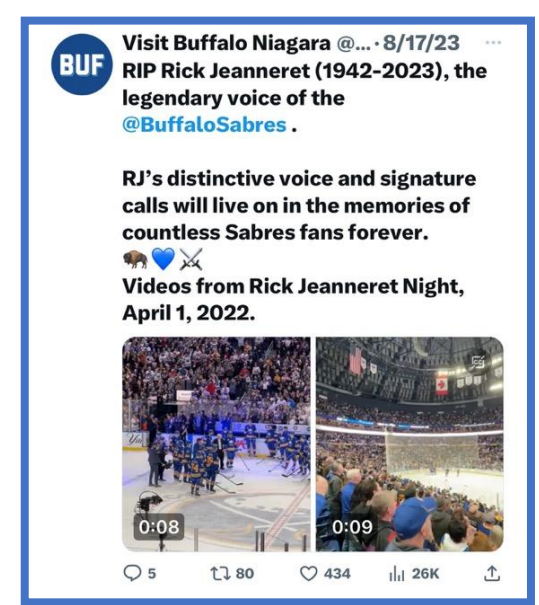 BUF
Visit Buffalo Niagara @... · 8/17/23 ...
RIP Rick Jeanneret (1942-2023), the
legendary voice of the
@BuffaloSabres .
RJ’s distinctive voice and signature
calls will live on in the memories of
countless Sabres fans forever.
🦬💙⚔️
Videos from Rick Jeanneret Night,
April 1, 2022.
0:08
0:09
5 80 434 26K